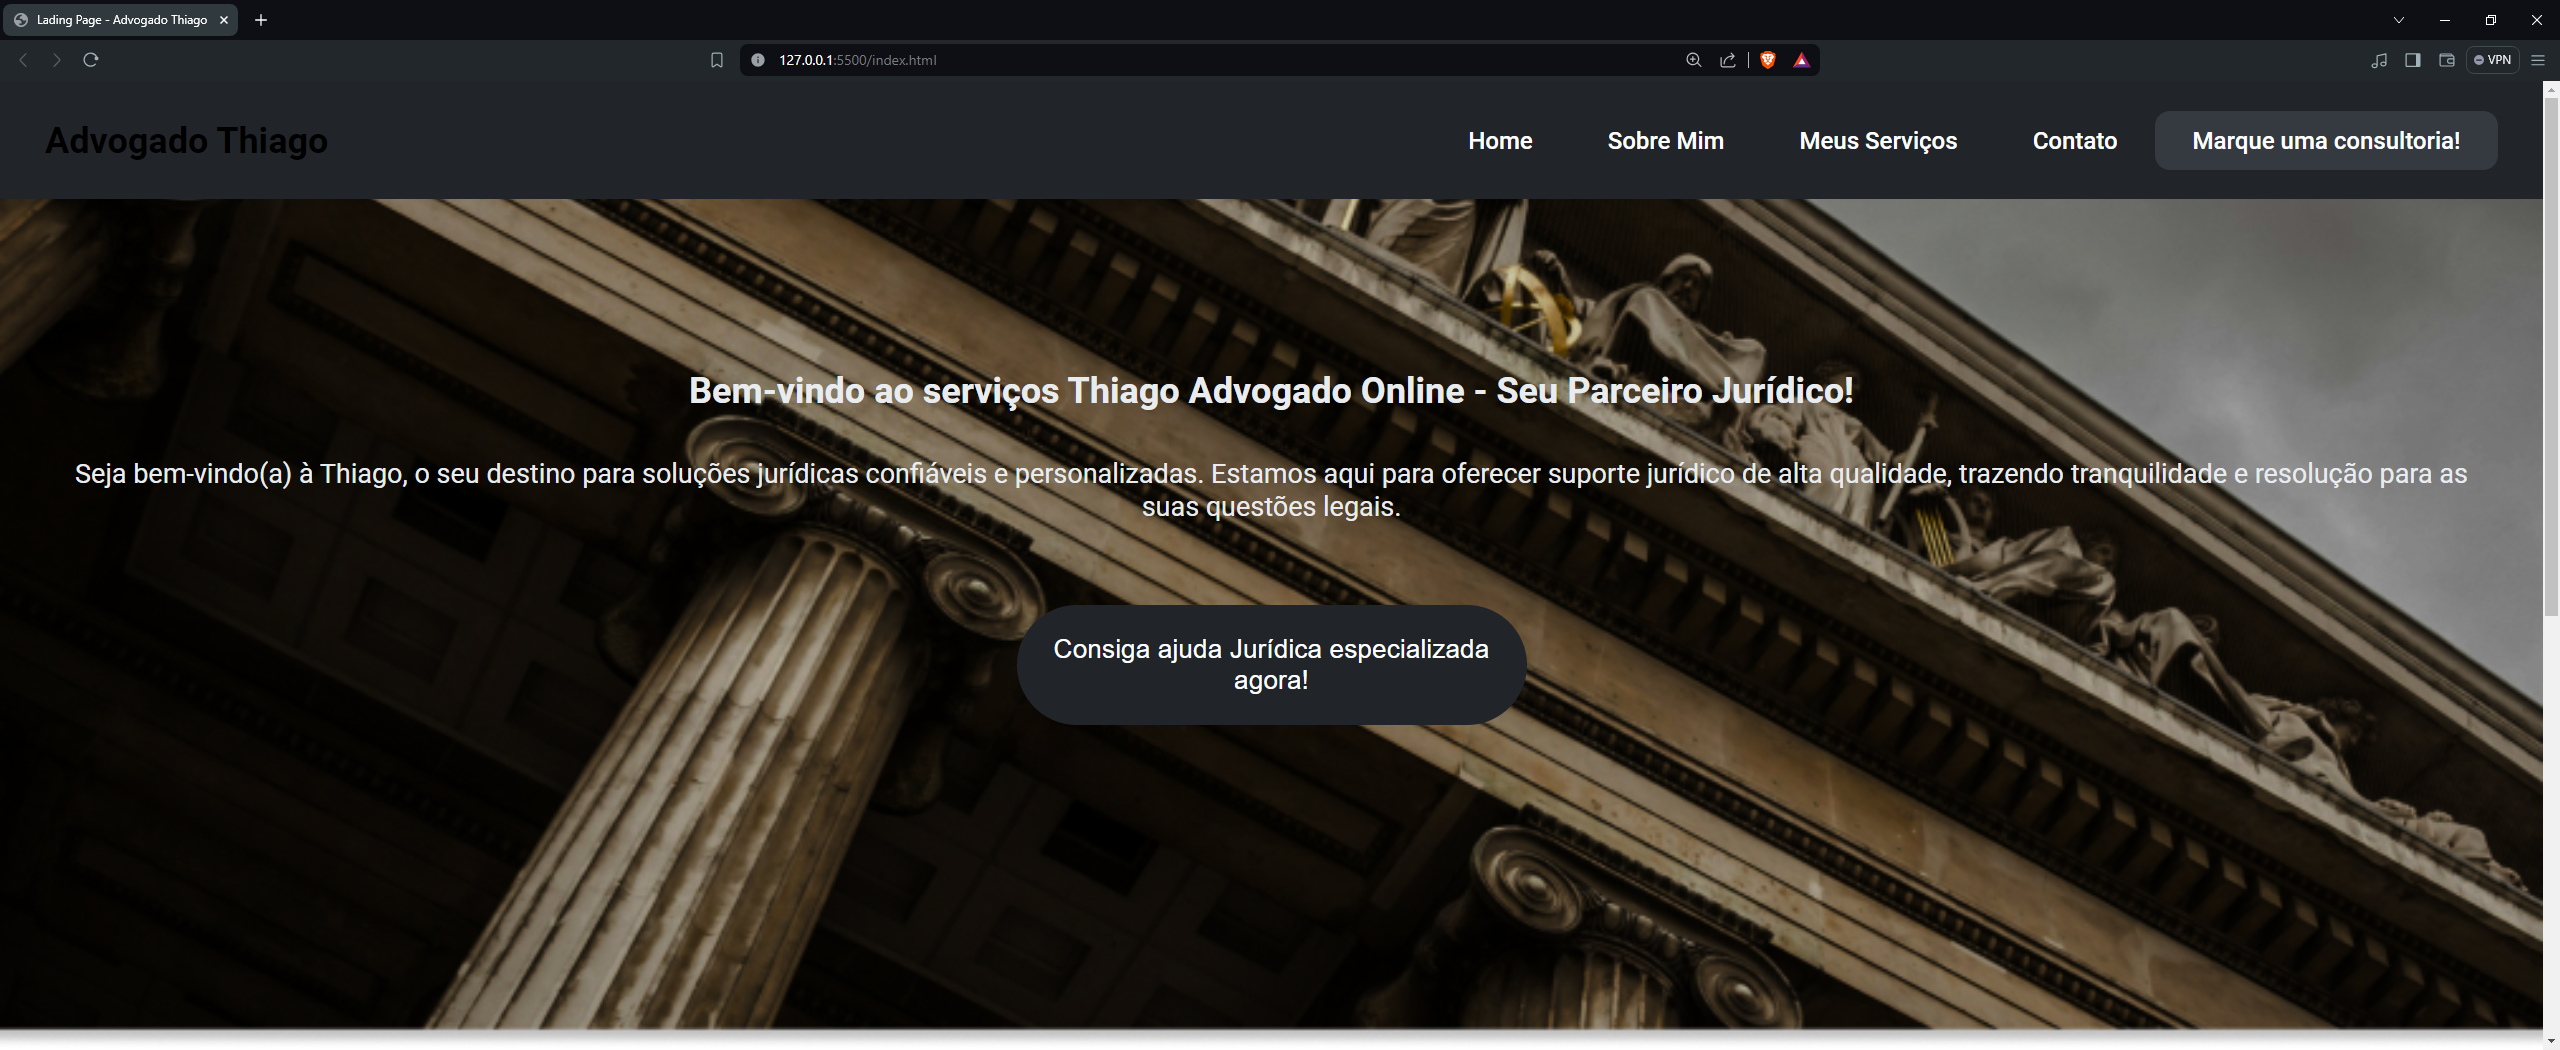 Lading Page - Advogado Thiago
127.0.0.1:5500/index.html
VPN
Advogado Thiago
Home
Sobre Mim
Meus Serviços
Contato
Marque uma consultoria!
Bem-vindo ao serviços Thiago Advogado Online - Seu Parceiro Jurídico!
Seja bem-vindo(a) à Thiago, o seu destino para soluções jurídicas confiáveis e personalizadas. Estamos aqui para oferecer suporte jurídico de alta qualidade, trazendo tranquilidade e resolução para as
suas questões legais.
Consiga ajuda Jurídica especializada
agora!